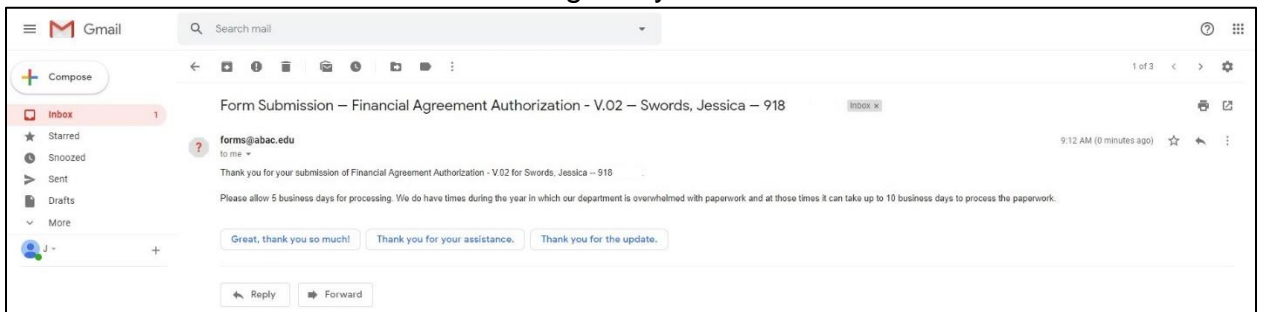 Gmail
Search mail
Compose
1 of 3
Inbox 1
Form Submission – Financial Agreement Authorization - V.02 – Swords, Jessica – 918 Inbox x
Starred
Snoozed
Sent
Drafts
More
J
forms@abac.edu 9:12 AM (0 minutes ago)
to me
Thank you for your submission of Financial Agreement Authorization - V.02 for Swords, Jessica -- 918 .
Please allow 5 business days for processing. We do have times during the year in which our department is overwhelmed with paperwork and at those times it can take up to 10 business days to process the paperwork.
Great, thank you so much! Thank you for your assistance. Thank you for the update.
Reply Forward